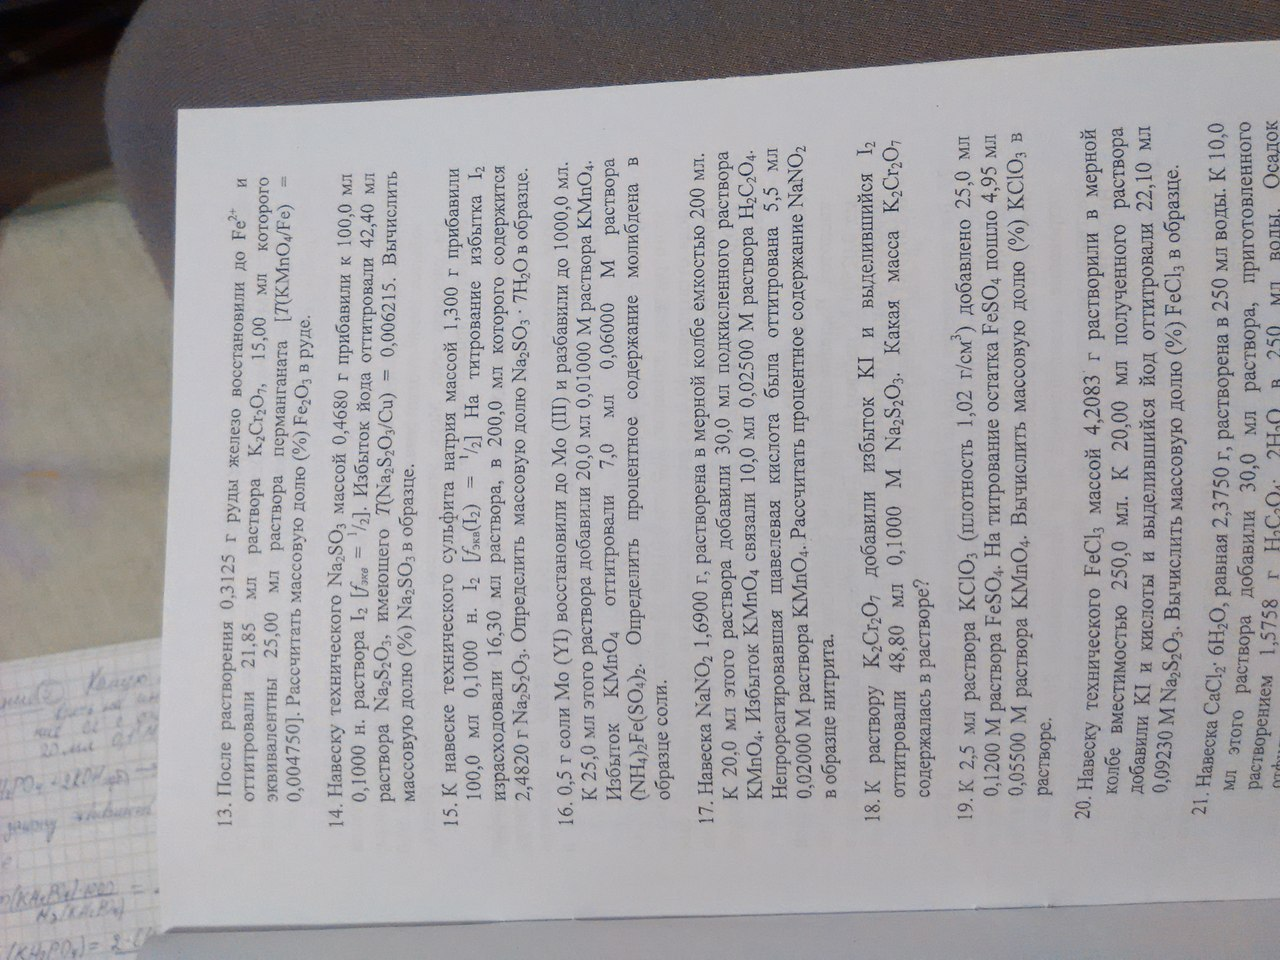 13. После растворения 0,3125 г руды железо восстановили до Fe²⁺ и
оттитровали 21,85 мл раствора K₂Cr₂O₇, 15,00 мл которого
эквивалентны 25,00 мл раствора перманганата [T(KMnO₄/Fe) =
0,004750]. Рассчитать массовую долю (%) Fe₂O₃ в руде.
14. Навеску технического Na₂SO₃ массой 0,4680 г прибавили к 100,0 мл
0,1000 н. раствора I₂ [fэкв = ¹/₂]. Избыток йода оттитровали 42,40 мл
раствора Na₂S₂O₃, имеющего T(Na₂S₂O₃/Cu) = 0,006215. Вычислить
массовую долю (%) Na₂SO₃ в образце.
15. К навеске технического сульфита натрия массой 1,300 г прибавили
100,0 мл 0,1000 н. I₂ [fэкв(I₂) = ¹/₂] На титрование избытка I₂
израсходовали 16,30 мл раствора, в 200,0 мл которого содержится
2,4820 г Na₂S₂O₃. Определить массовую долю Na₂SO₃ · 7H₂O в образце.
16. 0,5 г соли Mo (YI) восстановили до Mo (III) и разбавили до 1000,0 мл.
К 25,0 мл этого раствора добавили 20,0 мл 0,01000 М раствора KMnO₄.
Избыток KMnO₄ оттитровали 7,0 мл 0,06000 М раствора
(NH₄)₂Fe(SO₄)₂. Определить процентное содержание молибдена в
образце соли.
17. Навеска NaNO₂ 1,6900 г, растворена в мерной колбе емкостью 200 мл.
К 20,0 мл этого раствора добавили 30,0 мл подкисленного раствора
KMnO₄. Избыток KMnO₄ связали 10,0 мл 0,02500 М раствора H₂C₂O₄.
Непрореагировавшая щавелевая кислота была оттитрована 5,5 мл
0,02000 М раствора KMnO₄. Рассчитать процентное содержание NaNO₂
в образце нитрита.
18. К раствору K₂Cr₂O₇ добавили избыток KI и выделившийся I₂
оттитровали 48,80 мл 0,1000 М Na₂S₂O₃. Какая масса K₂Cr₂O₇
содержалась в растворе?
19. К 2,5 мл раствора KClO₃ (плотность 1,02 г/см³) добавлено 25,0 мл
0,1200 М раствора FeSO₄. На титрование остатка FeSO₄ пошло 4,95 мл
0,05500 М раствора KMnO₄. Вычислить массовую долю (%) KClO₃ в
растворе.
20. Навеску технического FeCl₃ массой 4,2083 г растворили в мерной
колбе вместимостью 250,0 мл. К 20,00 мл полученного раствора
добавили KI и кислоты и выделившийся йод оттитровали 22,10 мл
0,09230 М Na₂S₂O₃. Вычислить массовую долю (%) FeCl₃ в образце.
21. Навеска CaCl₂· 6H₂O, равная 2,3750 г, растворена в 250 мл воды. К 10,0
мл этого раствора добавили 30,0 мл раствора, приготовленного
растворением 1,5758 г H₂C₂O₄· 2H₂O в 250 мл воды. Осадок